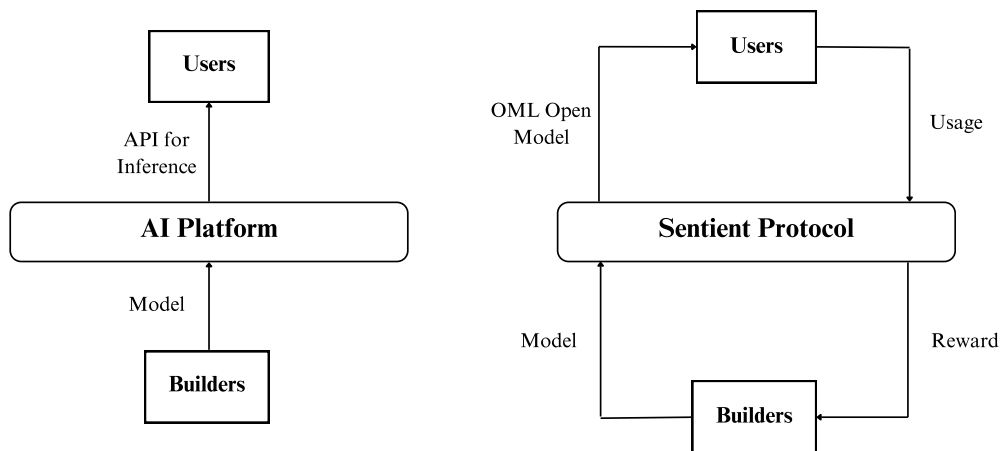 Users
API for
Inference
AI Platform
Model
Builders
Users
OML Open
Model
Usage
Sentient Protocol
Model
Reward
Builders